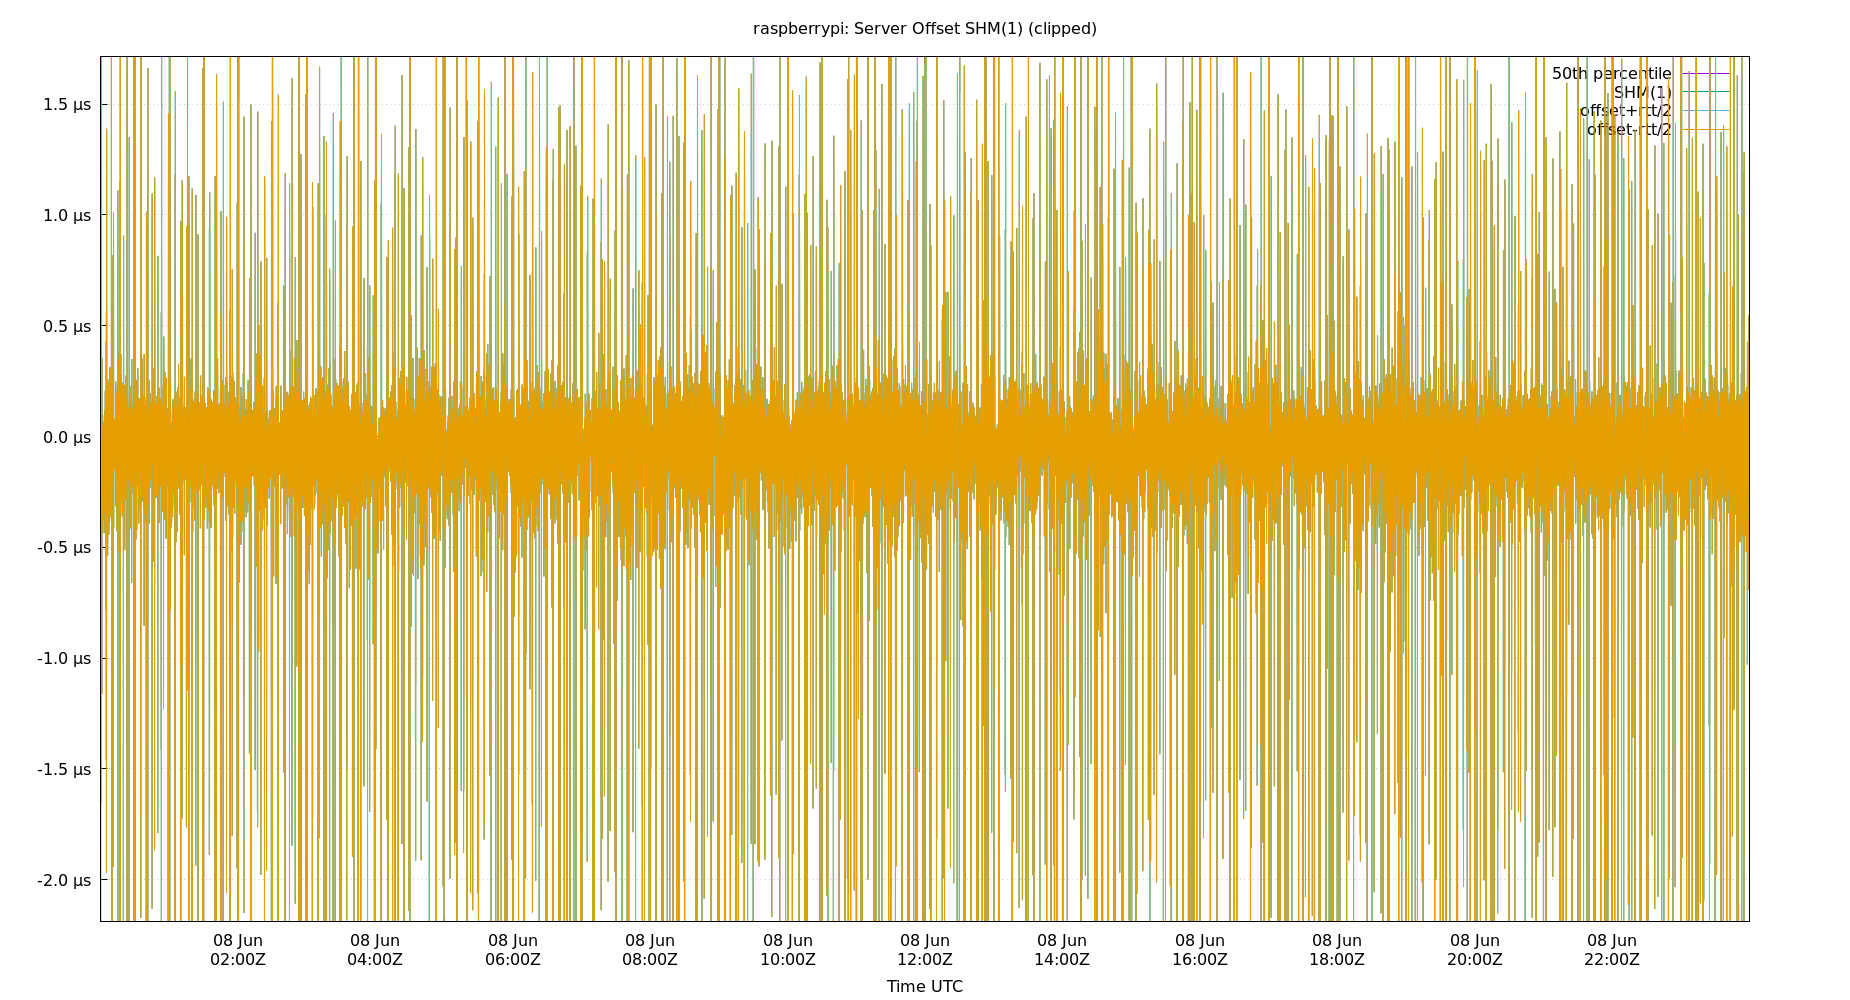 raspberrypi: Server Offset SHM(1) (clipped)
50th percentile
SHM(1)
offset+rtt/2
offset-rtt/2
1.5 µs
1.0 µs
0.5 µs
0.0 µs
-0.5 µs
-1.0 µs
-1.5 µs
-2.0 µs
08 Jun 08 Jun 08 Jun 08 Jun 08 Jun 08 Jun 08 Jun 08 Jun 08 Jun 08 Jun 08 Jun
02:00Z 04:00Z 06:00Z 08:00Z 10:00Z 12:00Z 14:00Z 16:00Z 18:00Z 20:00Z 22:00Z
Time UTC